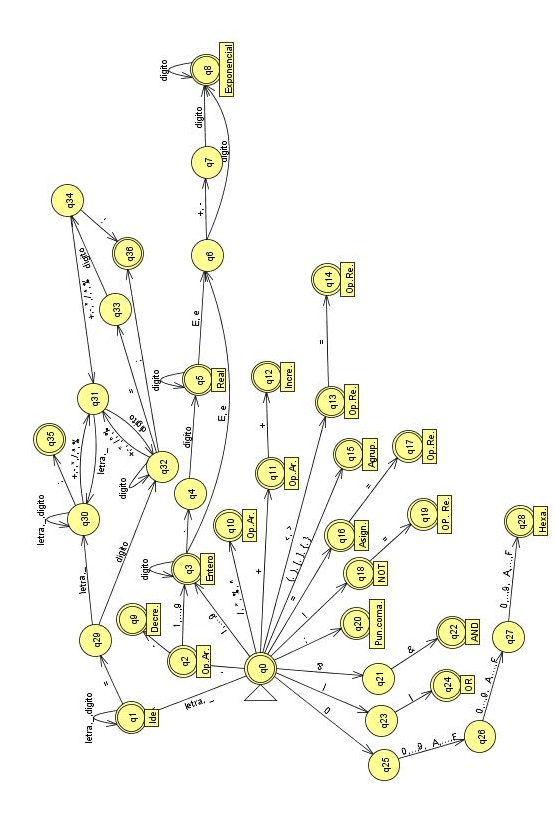 q34
digito
q8
Exponencial
digito
q7
digito
+,-
q6
q36
q33
digito
+,-,*,/,^,%
=
q31
q14
Op.Re.
E, e
digito
q5
Real
E, e
q12
Incre.
=
q13
Op.Re.
q35
letra,_
digito
q32
digito
digito
q4
+
q11
Op.Ar.
q15
Agrup.
q17
Op.Re.
=
letra,_,digito
q30
q10
Op.Ar.
q16
Asign.
q19
OP. Re.
=
q28
Hexa.
letra,_
digito
digito
q3
Entero
+
=
q18
NOT
q29
q9
Decre.
1,...,9
q2
Op.Ar.
q0
q20
Pun.coma.
q22
AND
q27
0,...9, A,...,F
&
q21
&
=
letra,_,digito
q1
Ide.
letra, _
q24
OR
q23
q25
0
q26
0,...9, A,...,F
0,...9, A,...,F